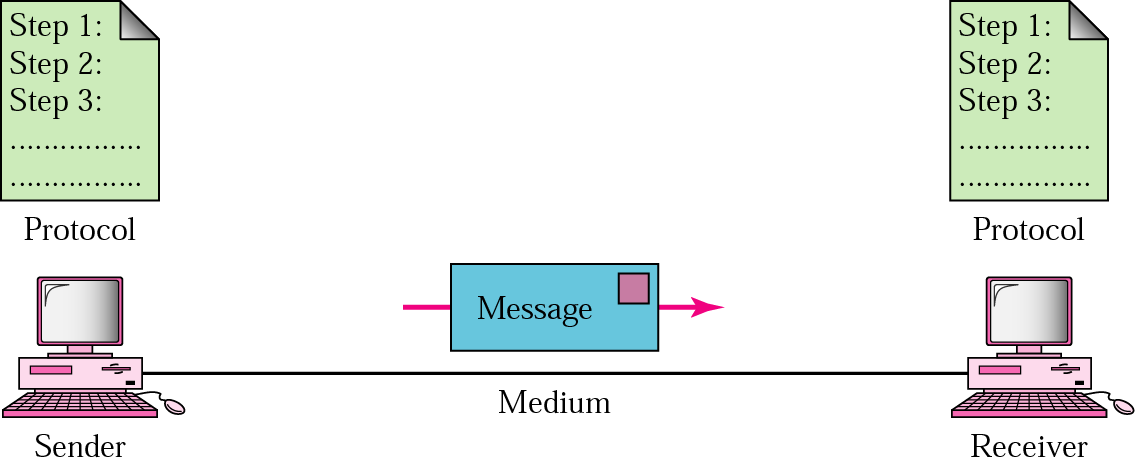 Step 1:
Step 2:
Step 3:
................
................
Protocol
Step 1:
Step 2:
Step 3:
................
................
Protocol
Message
Medium
Sender
Receiver